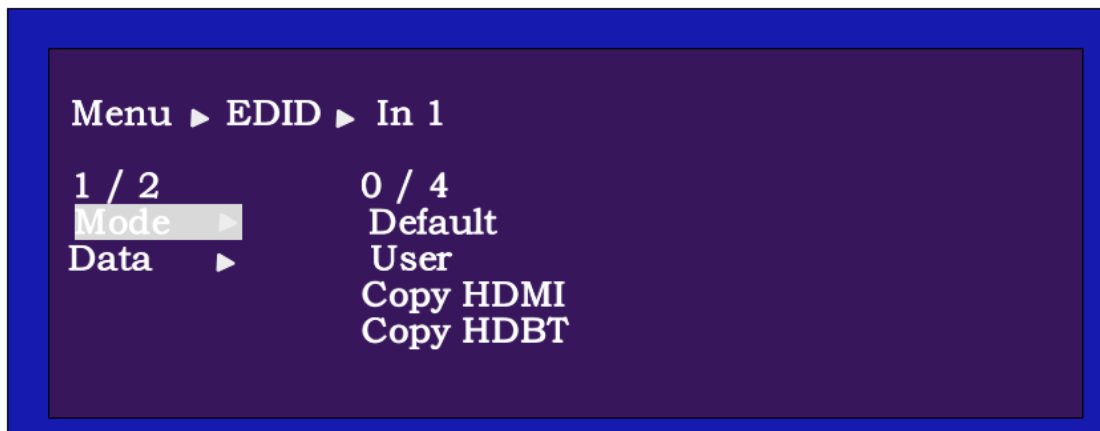 Menu ▶ EDID ▶ In 1
1 / 2 0 / 4
Mode ▶ Default
Data ▶ User
Copy HDMI
Copy HDBT